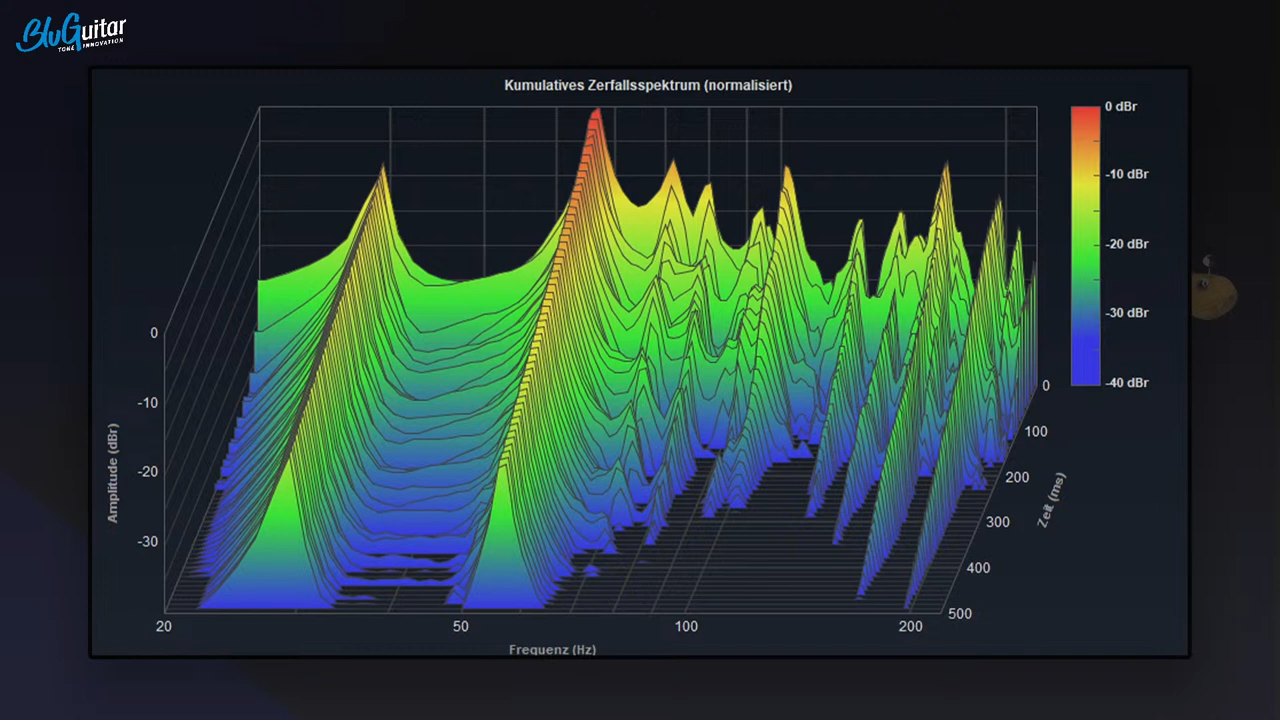 BluGuitar
TONE INNOVATION
Kumulatives Zerfallsspektrum (normalisiert)
0 dBr
-10 dBr
-20 dBr
-30 dBr
-40 dBr
Amplitude (dBr)
0
-10
-20
-30
20
50
100
200
Frequenz (Hz)
0
100
200
300
400
500
Zeit (ms)